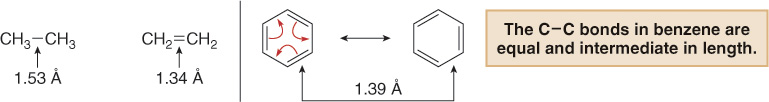 CH₃−CH₃
1.53 Å
CH₂=CH₂
1.34 Å
1.39 Å
The C−C bonds in benzene are
equal and intermediate in length.